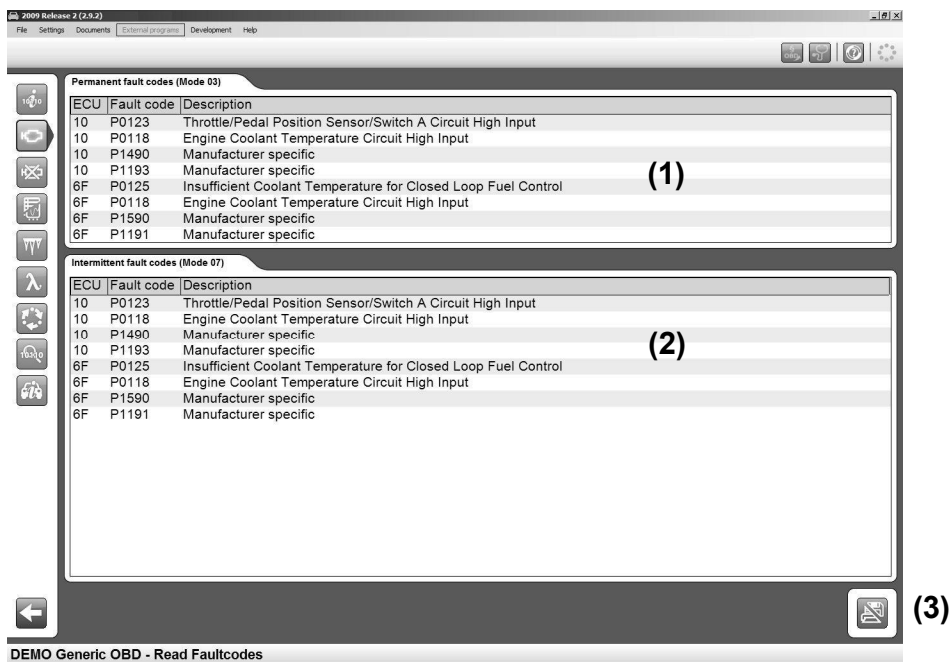 2009 Release 2 (2.9.2)
File Settings Documents External programs Development Help
Permanent fault codes (Mode 03)
ECU Fault code Description
10 P0123 Throttle/Pedal Position Sensor/Switch A Circuit High Input
10 P0118 Engine Coolant Temperature Circuit High Input
10 P1490 Manufacturer specific
10 P1193 Manufacturer specific
6F P0125 Insufficient Coolant Temperature for Closed Loop Fuel Control
6F P0118 Engine Coolant Temperature Circuit High Input
6F P1590 Manufacturer specific
6F P1191 Manufacturer specific
(1)
Intermittent fault codes (Mode 07)
ECU Fault code Description
10 P0123 Throttle/Pedal Position Sensor/Switch A Circuit High Input
10 P0118 Engine Coolant Temperature Circuit High Input
10 P1490 Manufacturer specific
10 P1193 Manufacturer specific
6F P0125 Insufficient Coolant Temperature for Closed Loop Fuel Control
6F P0118 Engine Coolant Temperature Circuit High Input
6F P1590 Manufacturer specific
6F P1191 Manufacturer specific
(2)
(3)
DEMO Generic OBD - Read Faultcodes